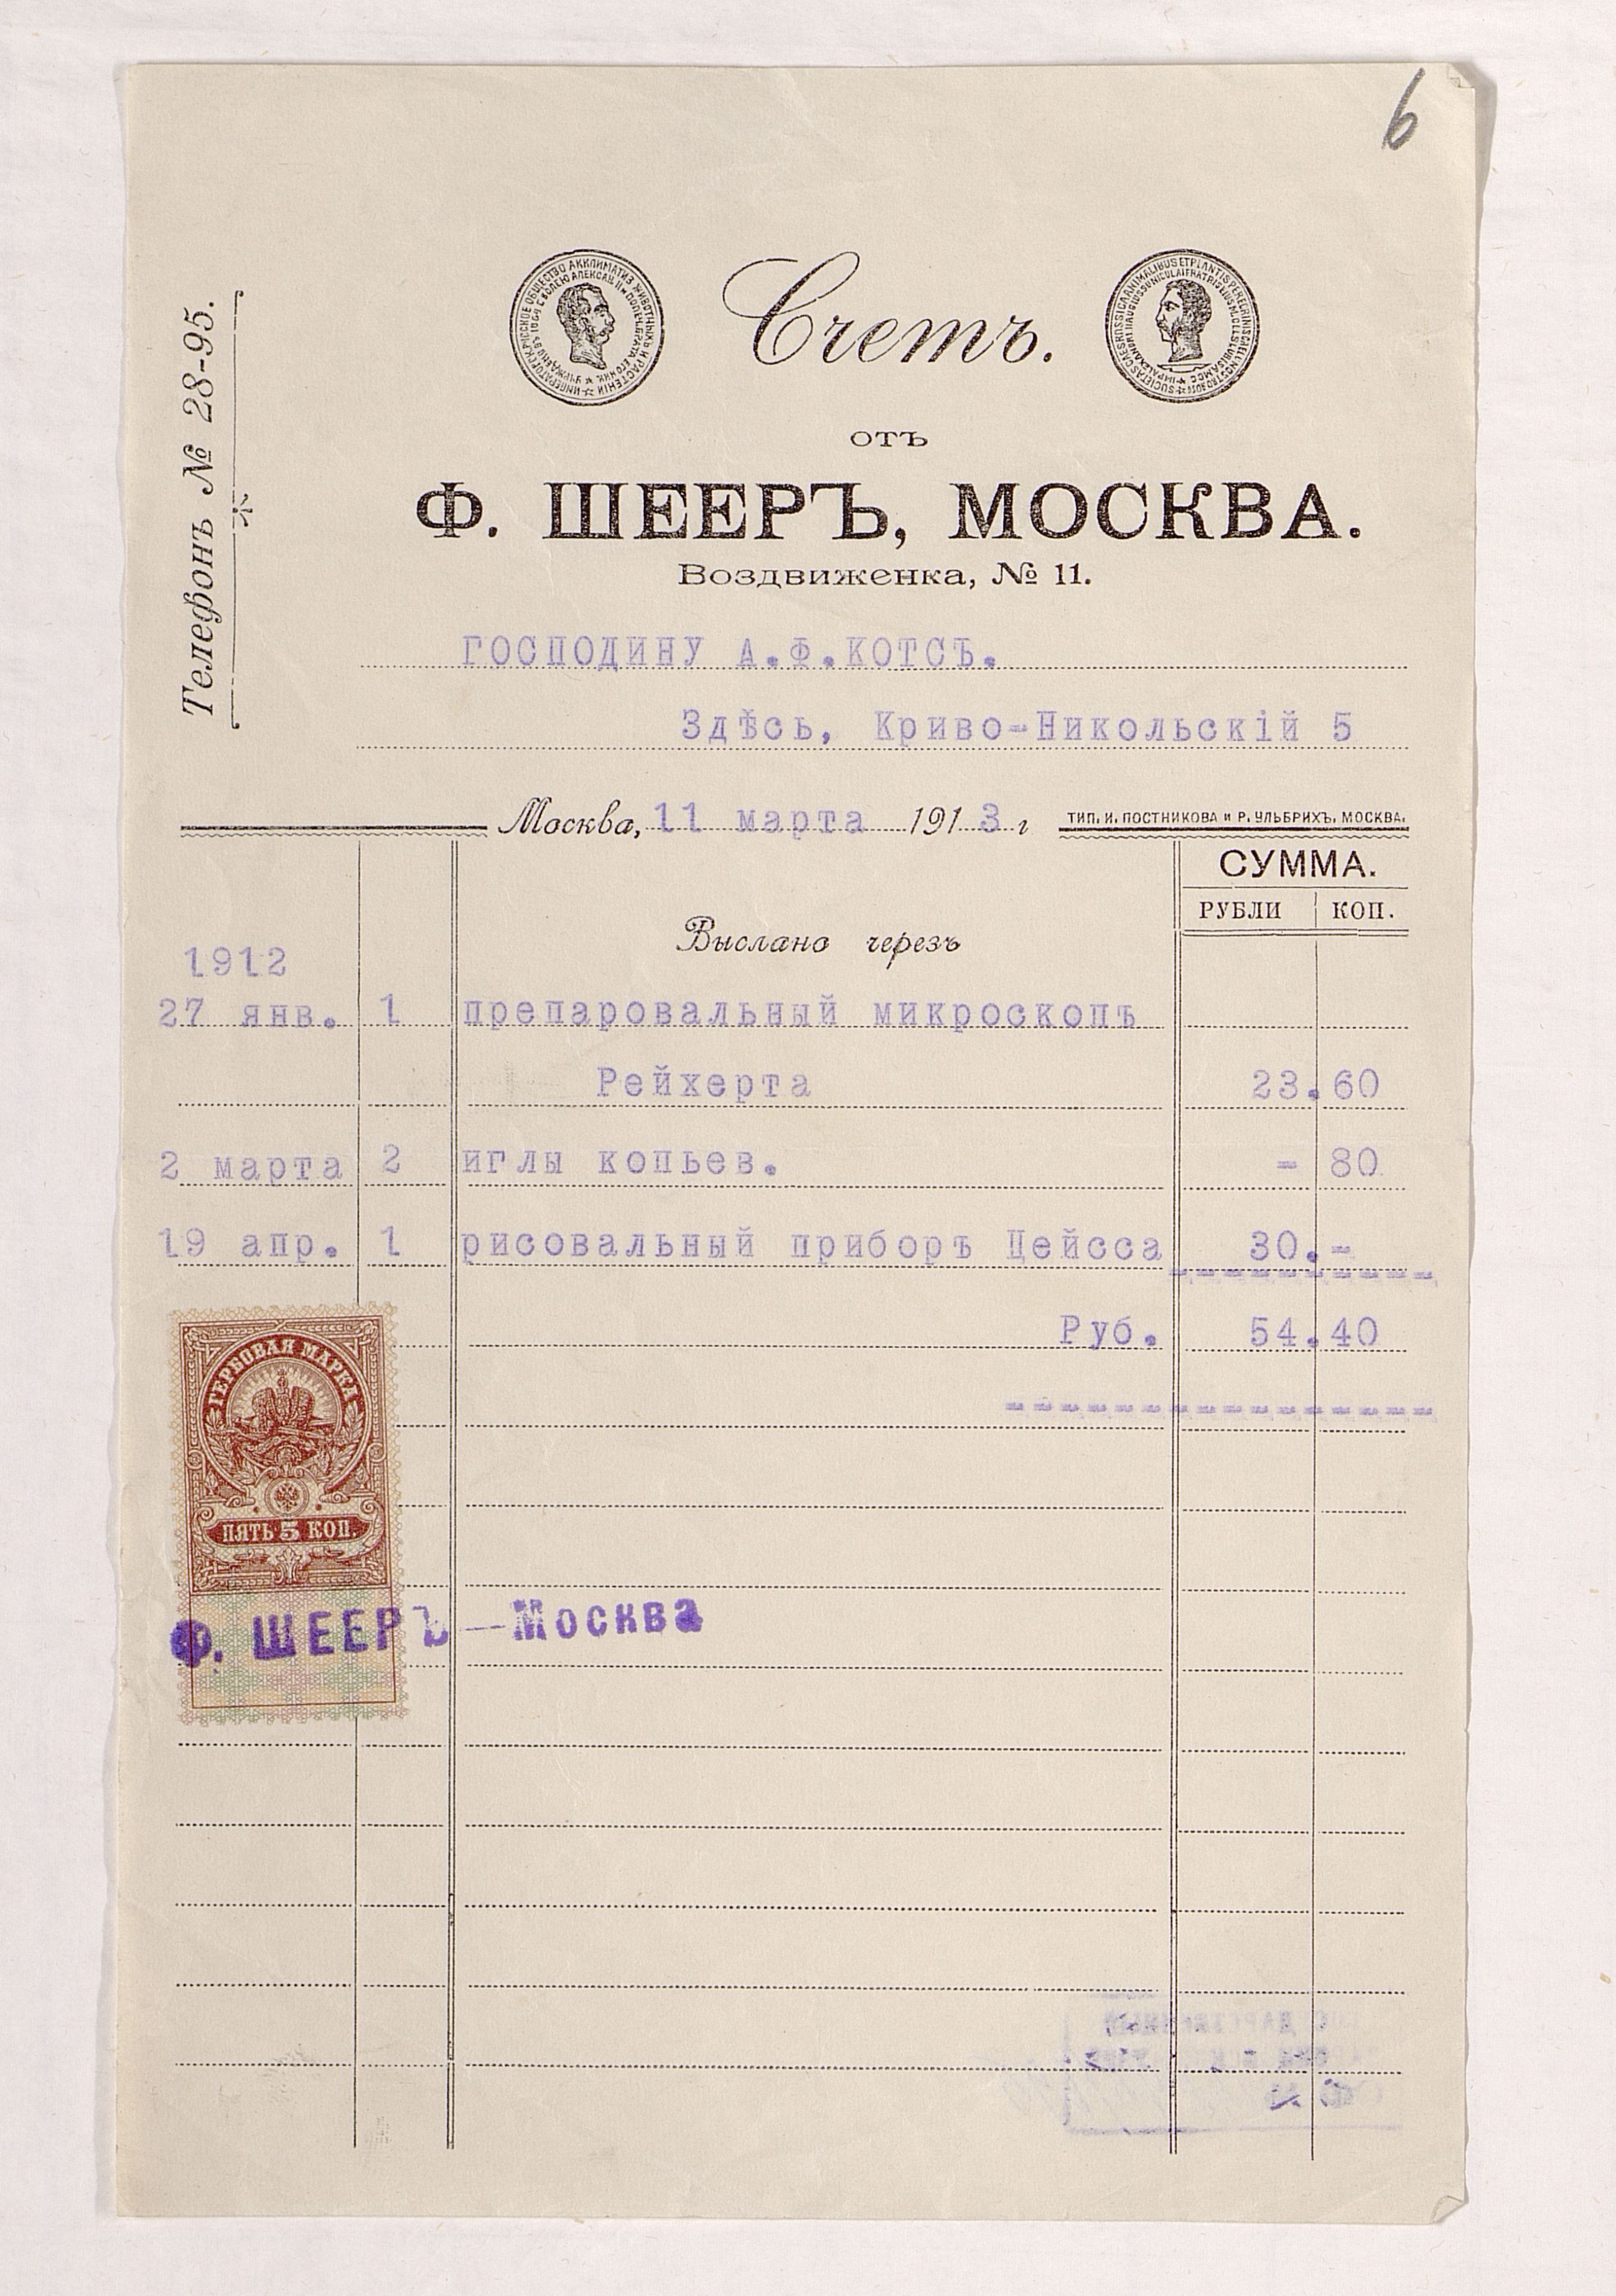 6
Счетъ.
отъ
Ф. ШЕЕРЪ, МОСКВА.
Воздвиженка, № 11.
Телефонъ № 28-95.
ГОСПОДИНУ А.Ф.КОТСЪ.
Здѣсь, Криво-Никольскій 5
Москва, 11 марта 1913 г
ТИП. И. ПОСТНИКОВА и Р. УЛЬБРИХЪ, МОСКВА.
СУММА.
РУБЛИ КОП.
Выслано черезъ
1912
27 янв. 1 препаровальный микроскопъ
Рейхерта 23.60
2 марта 2 иглы копьев. - 80
19 апр. 1 рисовальный приборъ Цейсса 30.-
Руб. 54.40
ГЕРБОВАЯ МАРКА
ПЯТЬ 5 КОП.
Ф. ШЕЕРЪ — Москва